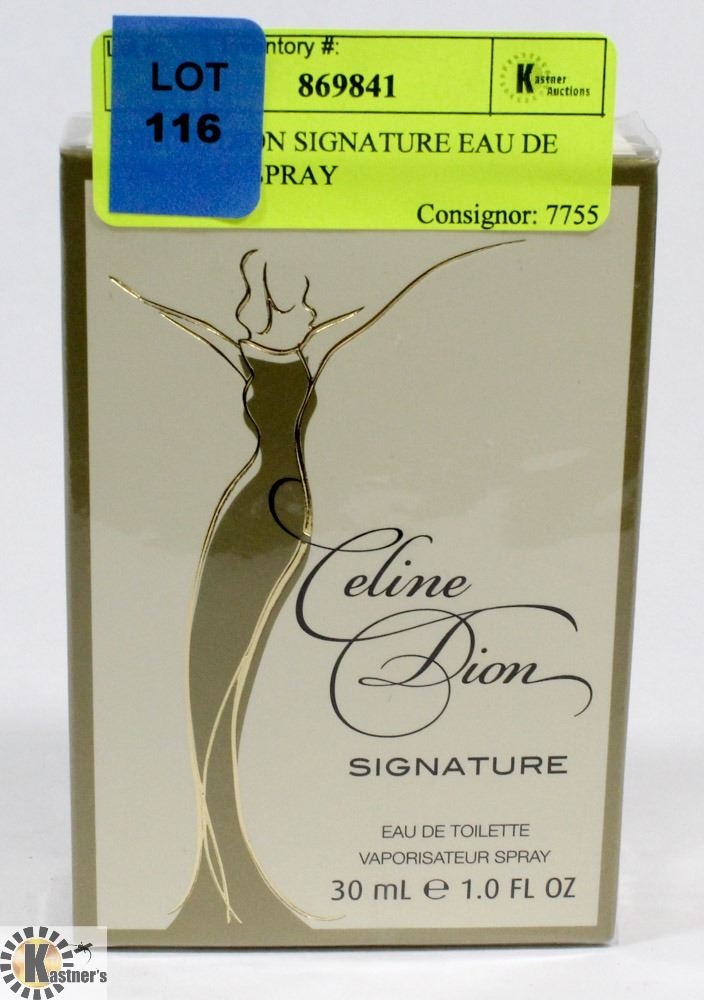 LOT
116
ventory #:
869841
Kastner
Auctions
ON SIGNATURE EAU DE
SPRAY
Consignor: 7755
Celine
Dion
SIGNATURE
EAU DE TOILETTE
VAPORISATEUR SPRAY
30 mL ℮ 1.0 FL OZ
Kastner's